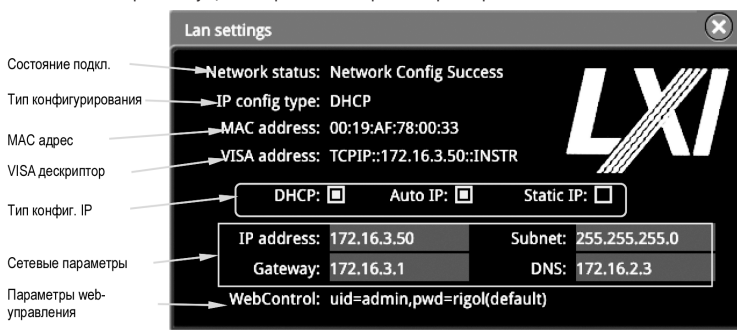 Lan settings
Состояние подкл.
Network status: Network Config Success
Тип конфигурирования
IP config type: DHCP
MAC адрес
MAC address: 00:19:AF:78:00:33
VISA дескриптор
VISA address: TCPIP::172.16.3.50::INSTR
LXI
Тип конфиг. IP
DHCP: Auto IP: Static IP:
Сетевые параметры
IP address: 172.16.3.50 Subnet: 255.255.255.0
Gateway: 172.16.3.1 DNS: 172.16.2.3
Параметры web-
управления
WebControl: uid=admin,pwd=rigol(default)